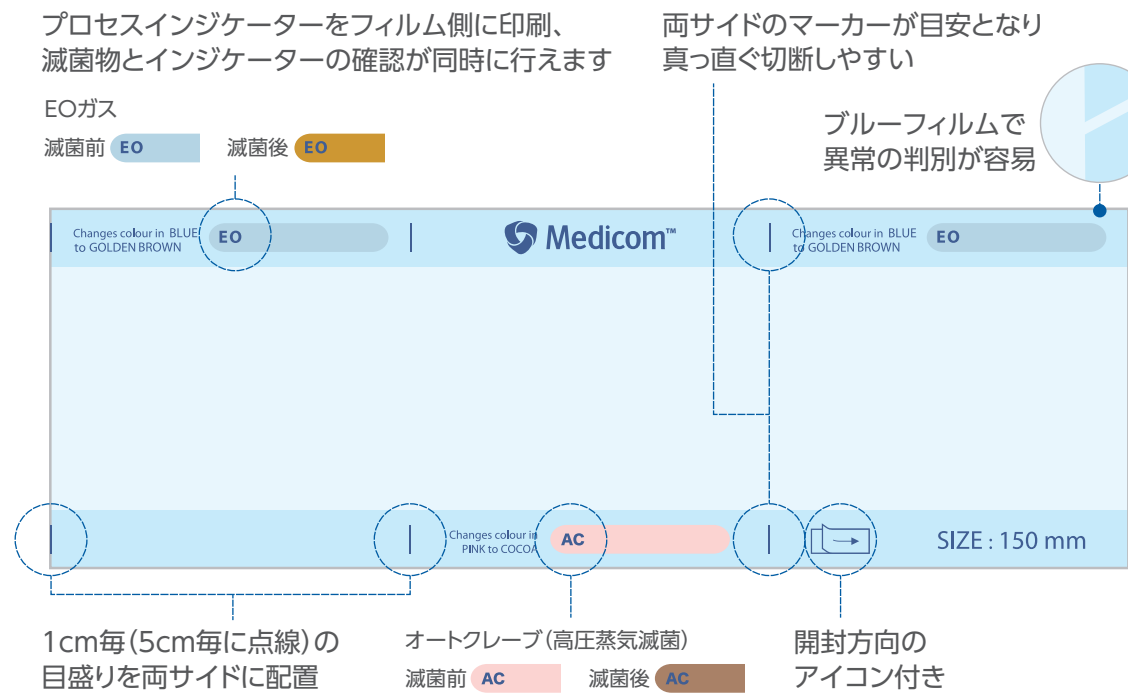 プロセスインジケーターをフィルム側に印刷、
滅菌物とインジケーターの確認が同時に行えます
EOガス
滅菌前 EO 滅菌後 EO
両サイドのマーカーが目安となり
真っ直ぐ切断しやすい
ブルーフィルムで
異常の判別が容易
Changes colour in BLUE
to GOLDEN BROWN
EO
Medicom™
Changes colour in BLUE
to GOLDEN BROWN
EO
Changes colour in
PINK to COCOA
AC
SIZE : 150 mm
1cm毎(5cm毎に点線)の
目盛りを両サイドに配置
オートクレーブ(高圧蒸気滅菌)
滅菌前 AC 滅菌後 AC
開封方向の
アイコン付き